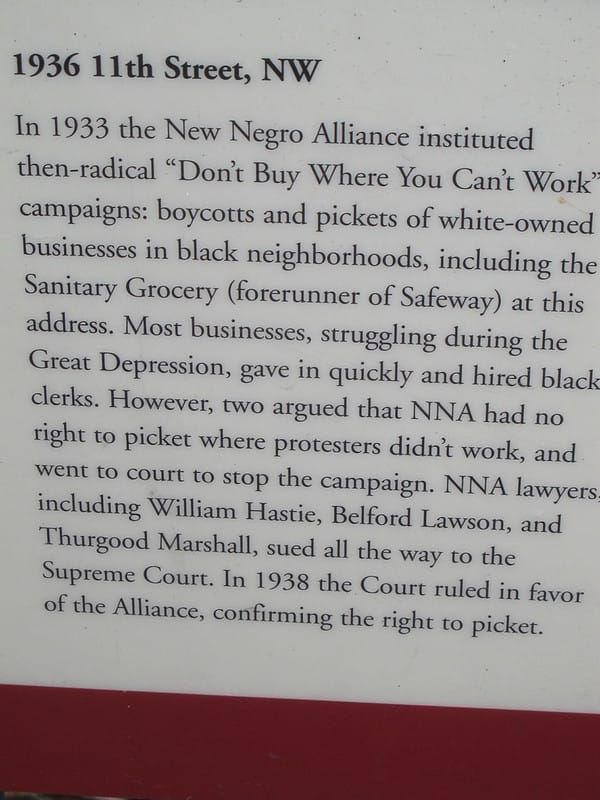 1936 11th Street, NW
In 1933 the New Negro Alliance instituted
then-radical “Don’t Buy Where You Can’t Work”
campaigns: boycotts and pickets of white-owned
businesses in black neighborhoods, including the
Sanitary Grocery (forerunner of Safeway) at this
address. Most businesses, struggling during the
Great Depression, gave in quickly and hired black
clerks. However, two argued that NNA had no
right to picket where protesters didn’t work, and
went to court to stop the campaign. NNA lawyers,
including William Hastie, Belford Lawson, and
Thurgood Marshall, sued all the way to the
Supreme Court. In 1938 the Court ruled in favor
of the Alliance, confirming the right to picket.